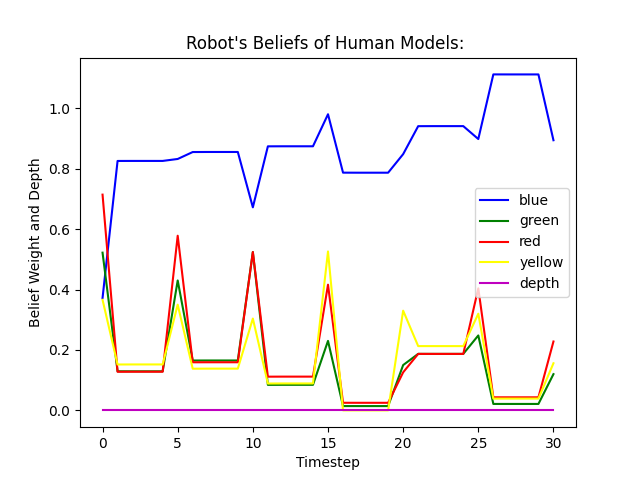 Robot's Beliefs of Human Models:
Belief Weight and Depth
1.0
0.8
0.6
0.4
0.2
0.0
blue
green
red
yellow
depth
0 5 10 15 20 25 30
Timestep